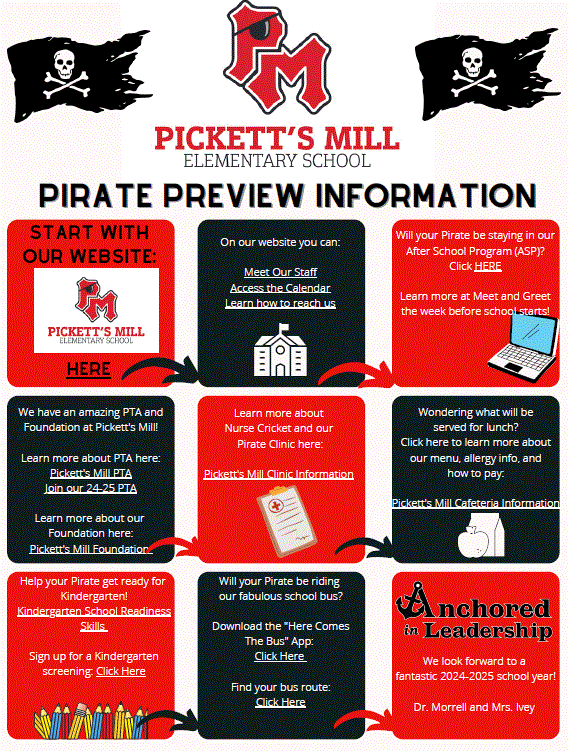 PM
PICKETT'S MILL
ELEMENTARY SCHOOL
PIRATE PREVIEW INFORMATION
START WITH
OUR WEBSITE:
PM
PICKETT'S MILL
ELEMENTARY SCHOOL
HERE
On our website you can:
Meet Our Staff
Access the Calendar
Learn how to reach us
Will your Pirate be staying in our
After School Program (ASP)?
Click HERE
Learn more at Meet and Greet
the week before school starts!
We have an amazing PTA and
Foundation at Pickett's Mill!
Learn more about PTA here:
Pickett's Mill PTA
Join our 24-25 PTA
Learn more about our
Foundation here:
Pickett's Mill Foundation
Learn more about
Nurse Cricket and our
Pirate Clinic here:
Pickett's Mill Clinic Information
Wondering what will be
served for lunch?
Click here to learn more about
our menu, allergy info, and
how to pay:
Pickett's Mill Cafeteria Information
Help your Pirate get ready for
Kindergarten!
Kindergarten School Readiness
Skills
Sign up for a Kindergarten
screening: Click Here
Will your Pirate be riding
our fabulous school bus?
Download the "Here Comes
The Bus" App:
Click Here
Find your bus route:
Click Here
Anchored
in Leadership
We look forward to a
fantastic 2024-2025 school year!
Dr. Morrell and Mrs. Ivey